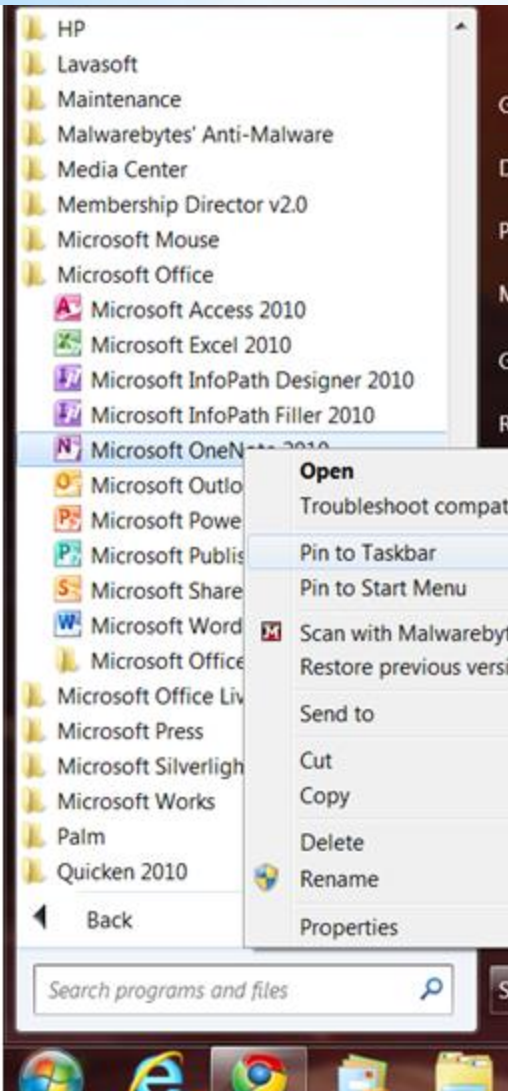 HP
Lavasoft
Maintenance
Malwarebytes' Anti-Malware
Media Center
Membership Director v2.0
Microsoft Mouse
Microsoft Office
Microsoft Access 2010
Microsoft Excel 2010
Microsoft InfoPath Designer 2010
Microsoft InfoPath Filler 2010
Microsoft OneNote 2010
Microsoft Outlo
Microsoft Powe
Microsoft Publis
Microsoft Share
Microsoft Word
Microsoft Office
Microsoft Office Liv
Microsoft Press
Microsoft Silverligh
Microsoft Works
Palm
Quicken 2010
Back
Search programs and files
Open
Troubleshoot compat
Pin to Taskbar
Pin to Start Menu
Scan with Malwareby
Restore previous versi
Send to
Cut
Copy
Delete
Rename
Properties
G
D
P
M
G
R
S